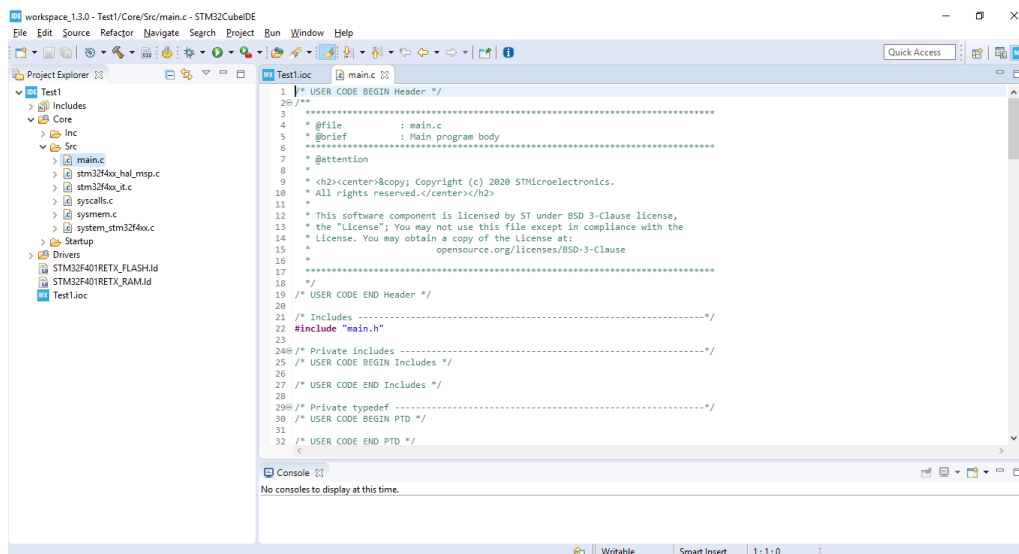 IDE workspace_1.3.0 - Test1/Core/Src/main.c - STM32CubeIDE
File Edit Source Refactor Navigate Search Project Run Window Help
Quick Access
Project Explorer
MX Test1.ioc
main.c
IDE Test1
Includes
Core
Inc
Src
main.c
stm32f4xx_hal_msp.c
stm32f4xx_it.c
syscalls.c
sysmem.c
system_stm32f4xx.c
Startup
Drivers
STM32F401RETX_FLASH.ld
STM32F401RETX_RAM.ld
MX Test1.ioc
1 /* USER CODE BEGIN Header */
2 /**
3 ******************************************************************************
4 * @file : main.c
5 * @brief : Main program body
6 ******************************************************************************
7 * @attention
8 *
9 * <h2><center>&copy; Copyright (c) 2020 STMicroelectronics.
10 * All rights reserved.</center></h2>
11 *
12 * This software component is licensed by ST under BSD 3-Clause license,
13 * the "License"; You may not use this file except in compliance with the
14 * License. You may obtain a copy of the License at:
15 * opensource.org/licenses/BSD-3-Clause
16 *
17 ******************************************************************************
18 */
19 /* USER CODE END Header */
20
21 /* Includes ------------------------------------------------------------------*/
22 #include "main.h"
23
24 /* Private includes ----------------------------------------------------------*/
25 /* USER CODE BEGIN Includes */
26
27 /* USER CODE END Includes */
28
29 /* Private typedef -----------------------------------------------------------*/
30 /* USER CODE BEGIN PTD */
31
32 /* USER CODE END PTD */
Console
No consoles to display at this time.
Writable Smart Insert 1 : 1 : 0